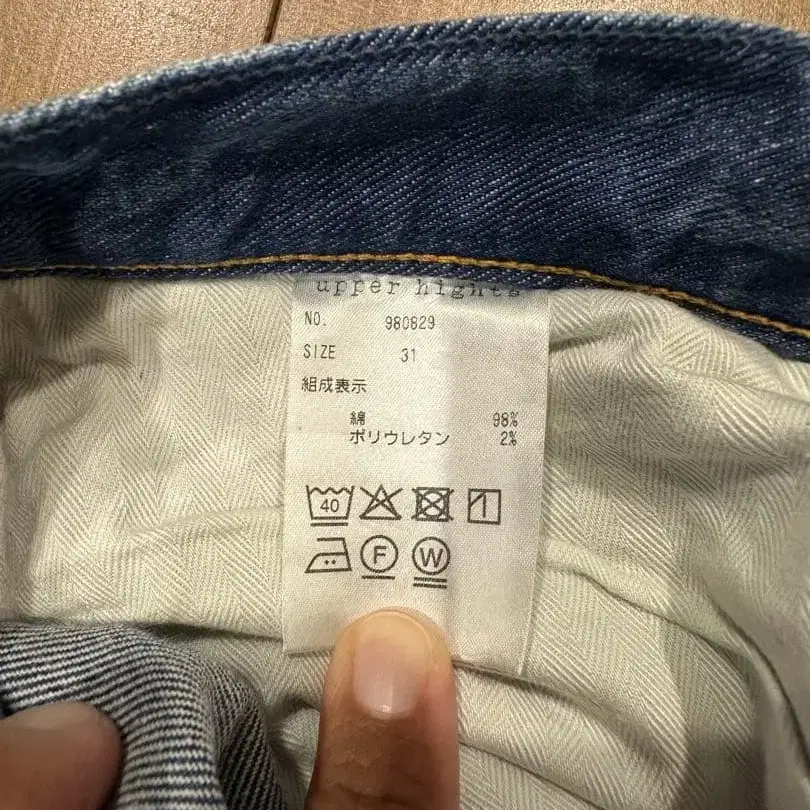 upper hights
NO. 980829
SIZE 31
組成表示
綿 98%
ポリウレタン 2%
40
F W